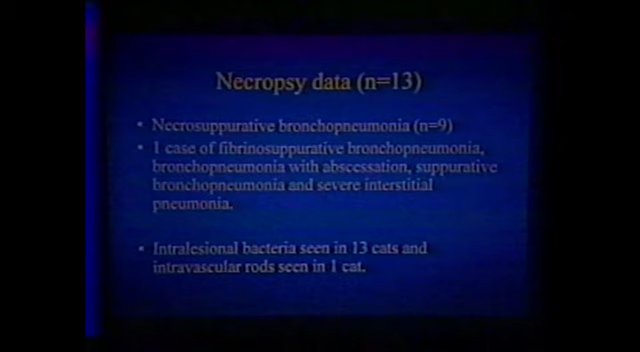 Necropsy data (n=13)
• Necrosuppurative bronchopneumonia (n=9)
• 1 case of fibrinosuppurative bronchopneumonia,
bronchopneumonia with abscessation, suppurative
bronchopneumonia and severe interstitial
pneumonia.
• Intralesional bacteria seen in 13 cats and
intravascular rods seen in 1 cat.